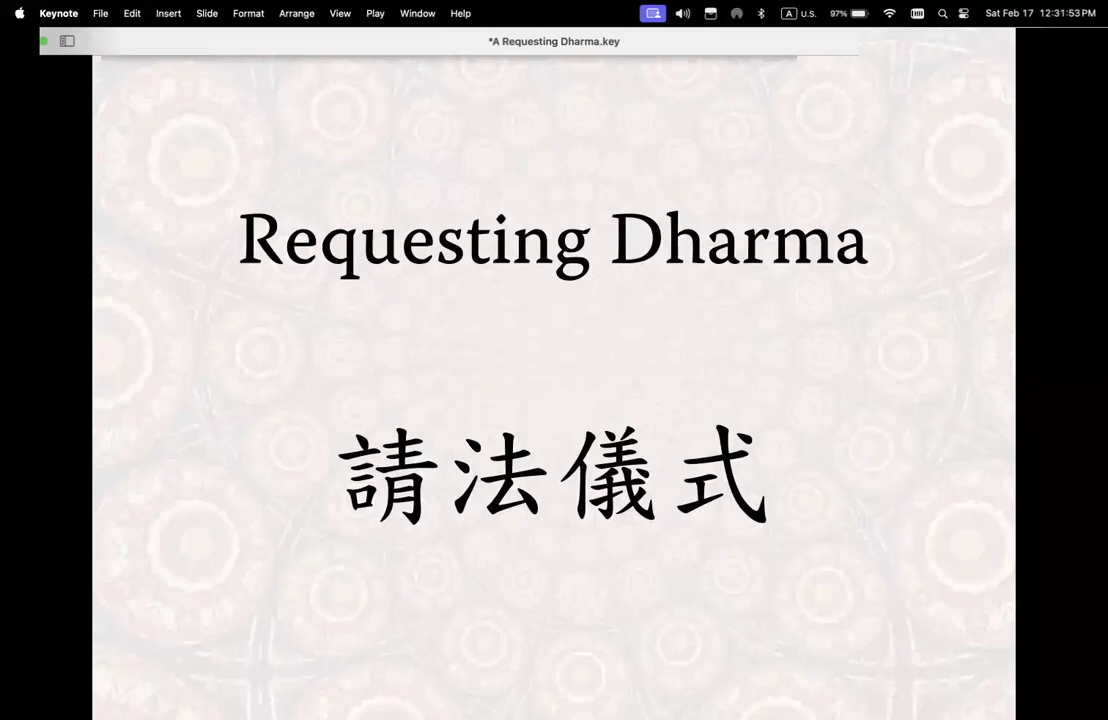 Keynote File Edit Insert Slide Format Arrange View Play Window Help A U.S. 97% Sat Feb 17 12:31:53 PM
*A Requesting Dharma.key
Requesting Dharma
請法儀式